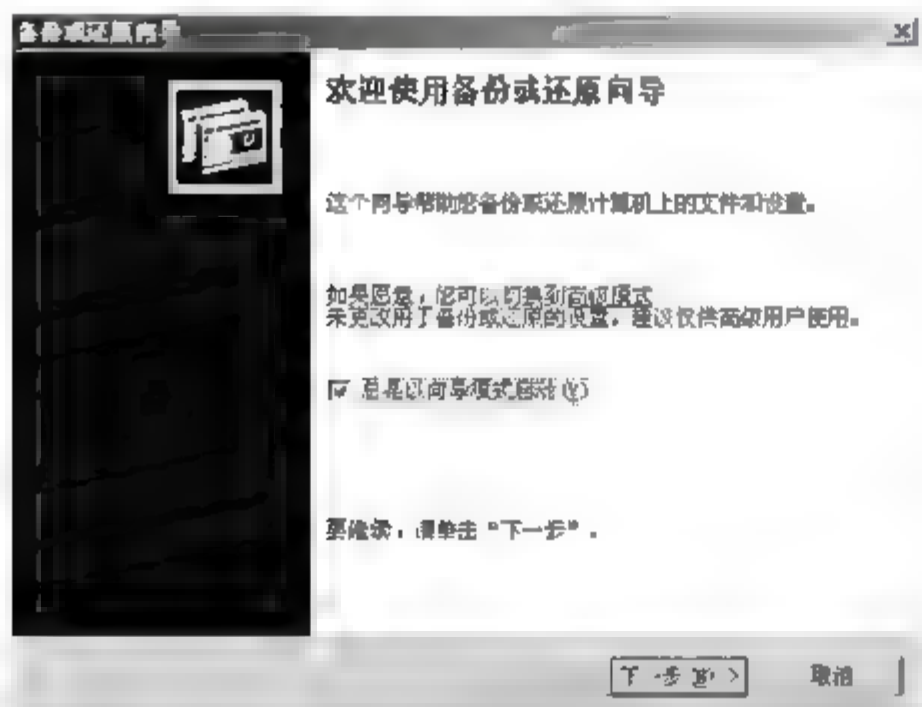 备份或还原向导
欢迎使用备份或还原向导
这个向导帮助您备份或还原计算机上的文件和设置。
如果愿意，您可以切换到高级模式
来更改用于备份或还原的设置。建议仅供高级用户使用。
总是以向导模式启动(Y)
要继续，请单击“下一步”。
下一步(N) >
取消